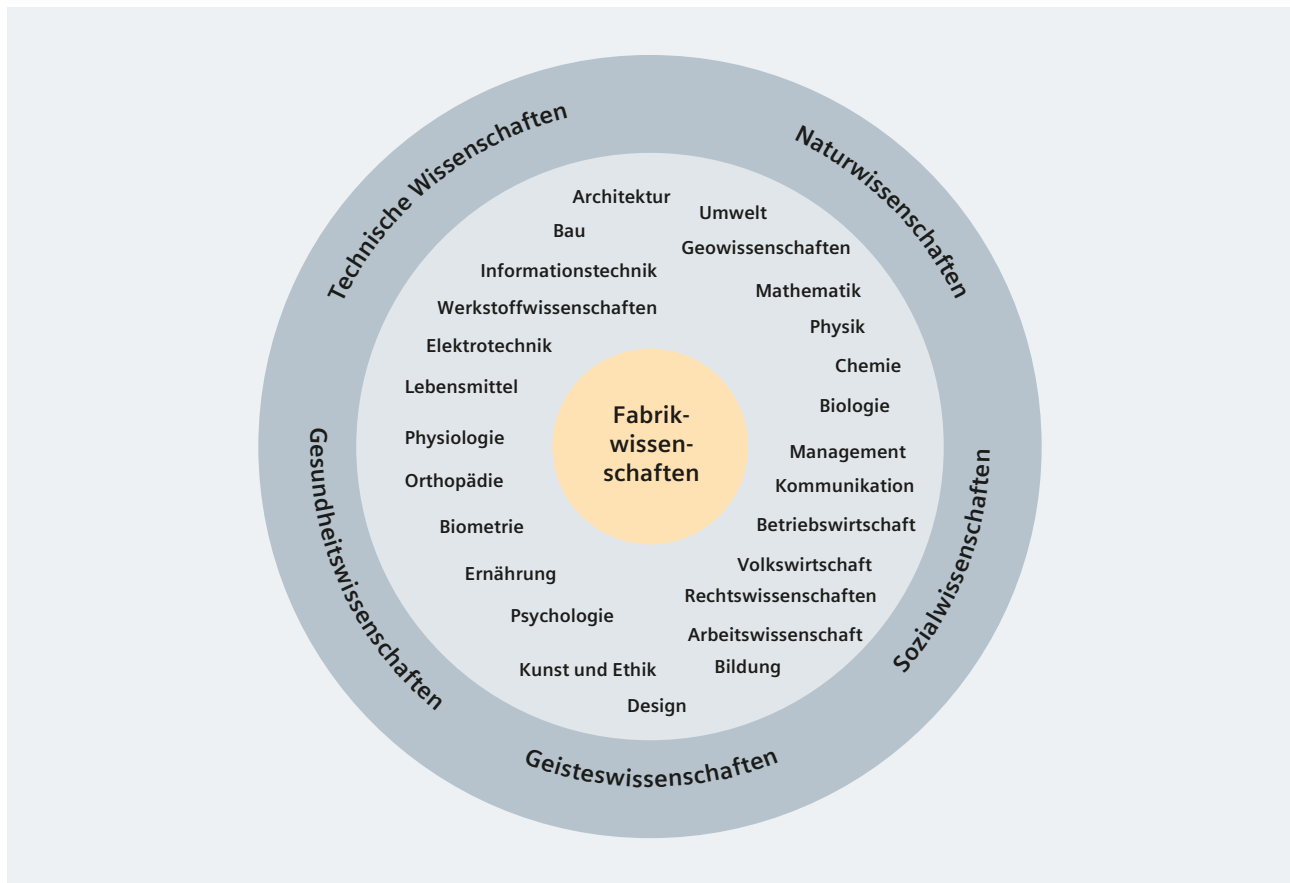 Technische Wissenschaften
Naturwissenschaften
Sozialwissenschaften
Geisteswissenschaften
Gesundheitswissenschaften
Architektur
Bau
Informationstechnik
Werkstoffwissenschaften
Elektrotechnik
Lebensmittel
Physiologie
Orthopädie
Biometrie
Ernährung
Psychologie
Kunst und Ethik
Design
Umwelt
Geowissenschaften
Mathematik
Physik
Chemie
Biologie
Management
Kommunikation
Betriebswirtschaft
Volkswirtschaft
Rechtswissenschaften
Arbeitswissenschaft
Bildung
Fabrik-
wissen-
schaften